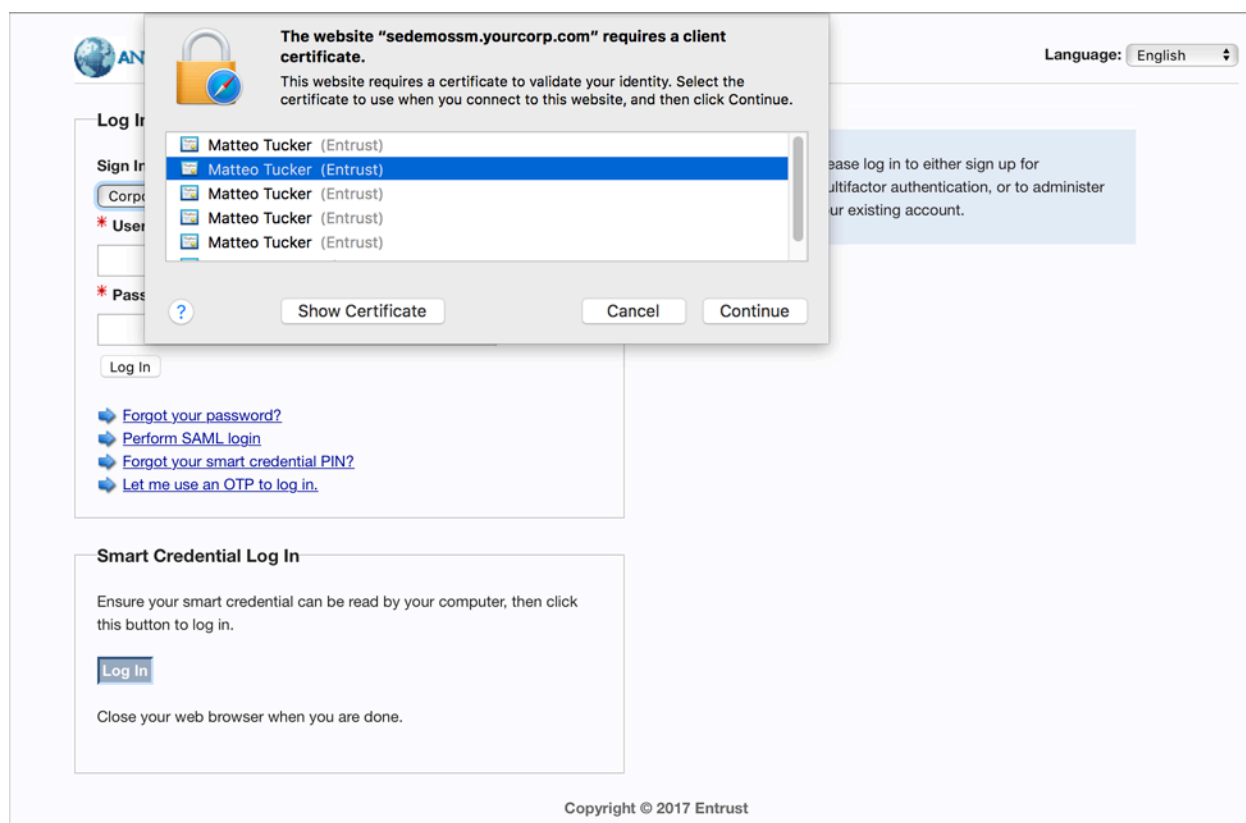 The website “sedemossm.yourcorp.com” requires a client
certificate.
This website requires a certificate to validate your identity. Select the
certificate to use when you connect to this website, and then click Continue.
Matteo Tucker (Entrust)
Matteo Tucker (Entrust)
Matteo Tucker (Entrust)
Matteo Tucker (Entrust)
Matteo Tucker (Entrust)
? Show Certificate Cancel Continue
AN
Language: English
Log I
Sign In
Corp
* User
* Pass
Log In
ease log in to either sign up for
ultifactor authentication, or to administer
ur existing account.
Forgot your password?
Perform SAML login
Forgot your smart credential PIN?
Let me use an OTP to log in.
Smart Credential Log In
Ensure your smart credential can be read by your computer, then click
this button to log in.
Log In
Close your web browser when you are done.
Copyright © 2017 Entrust